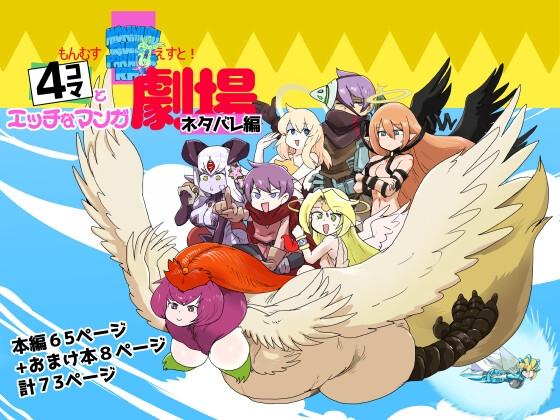 もんむす
えすと！
4コマと
エッチなマンガ
劇場
ネタバレ編
本編65ページ
+おまけ本8ページ
計73ページ